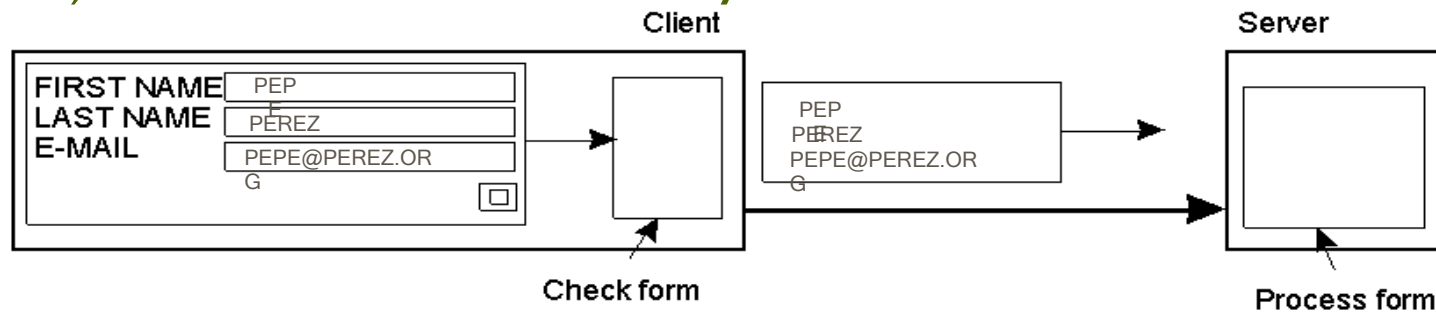 Client
Server
FIRST NAME
PEP
E
LAST NAME
PEREZ
E-MAIL
PEPE@PEREZ.OR
G
PEP
E
PEREZ
PEPE@PEREZ.OR
G
Check form
Process form